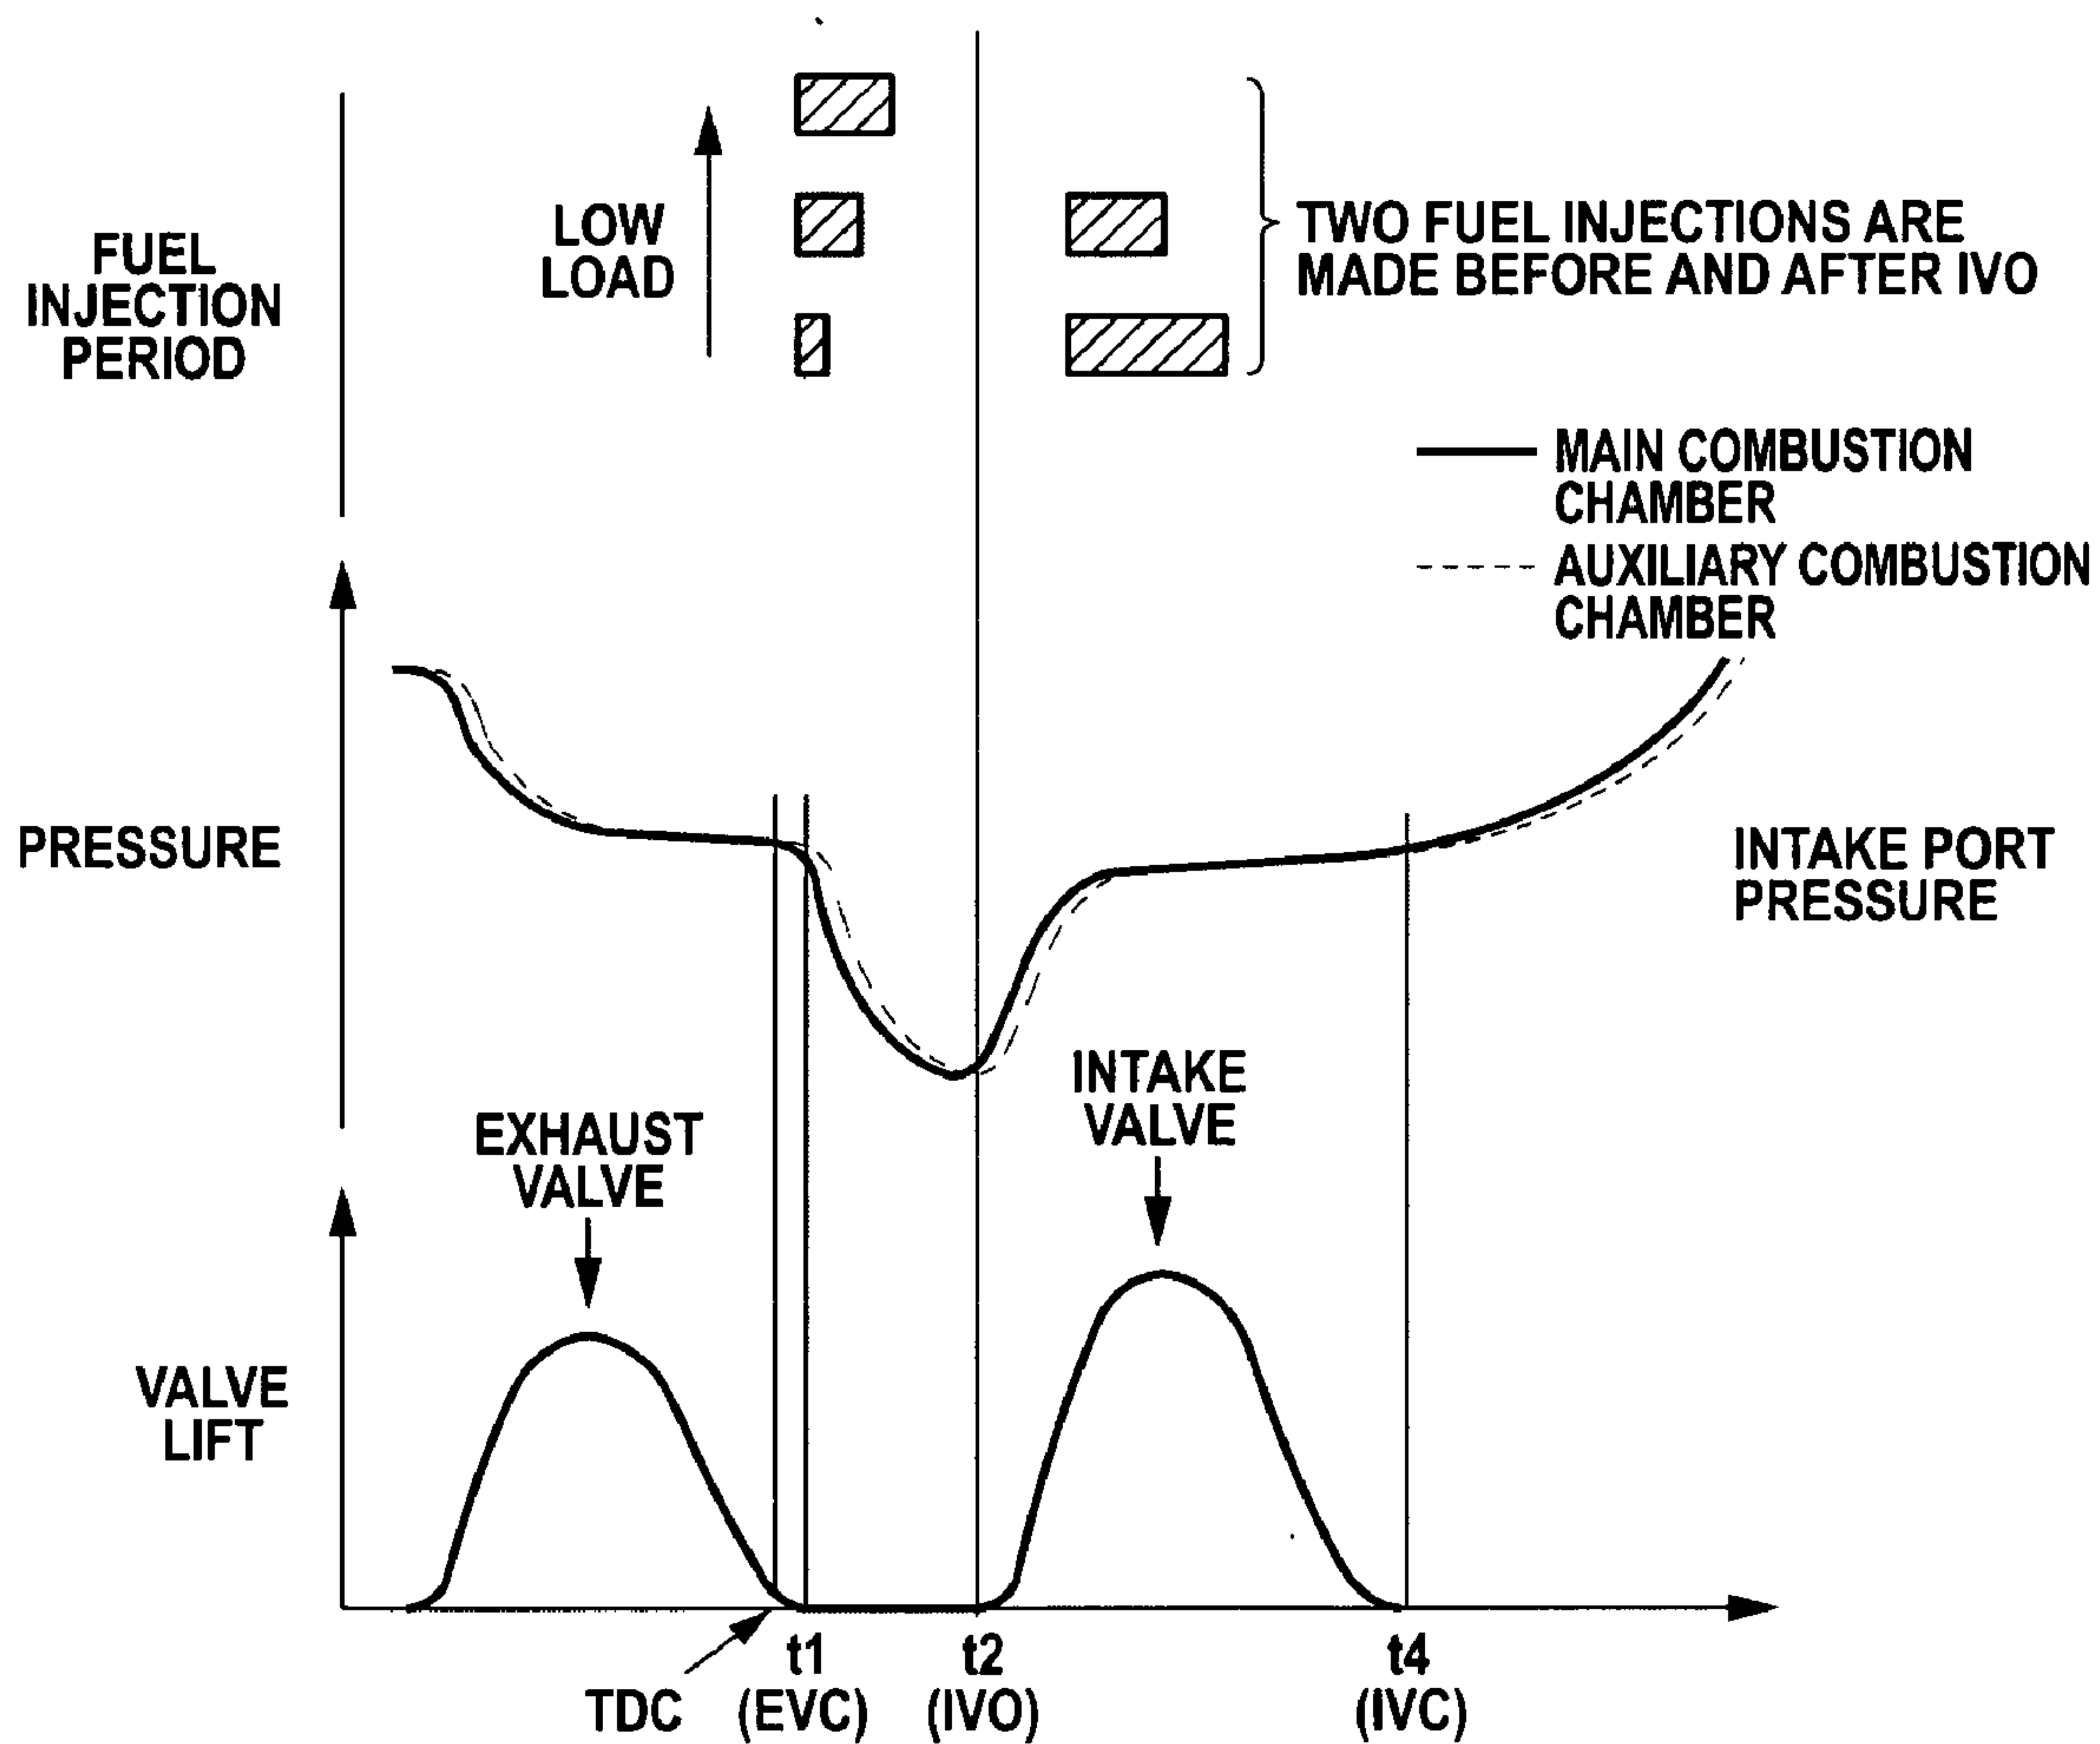 FUEL
INJECTION
PERIOD
LOW
LOAD
TWO FUEL INJECTIONS ARE
MADE BEFORE AND AFTER IVO
MAIN COMBUSTION
CHAMBER
AUXILIARY COMBUSTION
CHAMBER
PRESSURE
INTAKE PORT
PRESSURE
EXHAUST
VALVE
INTAKE
VALVE
VALVE
LIFT
TDC
t1
(EVC)
t2
(IVO)
t4
(IVC)